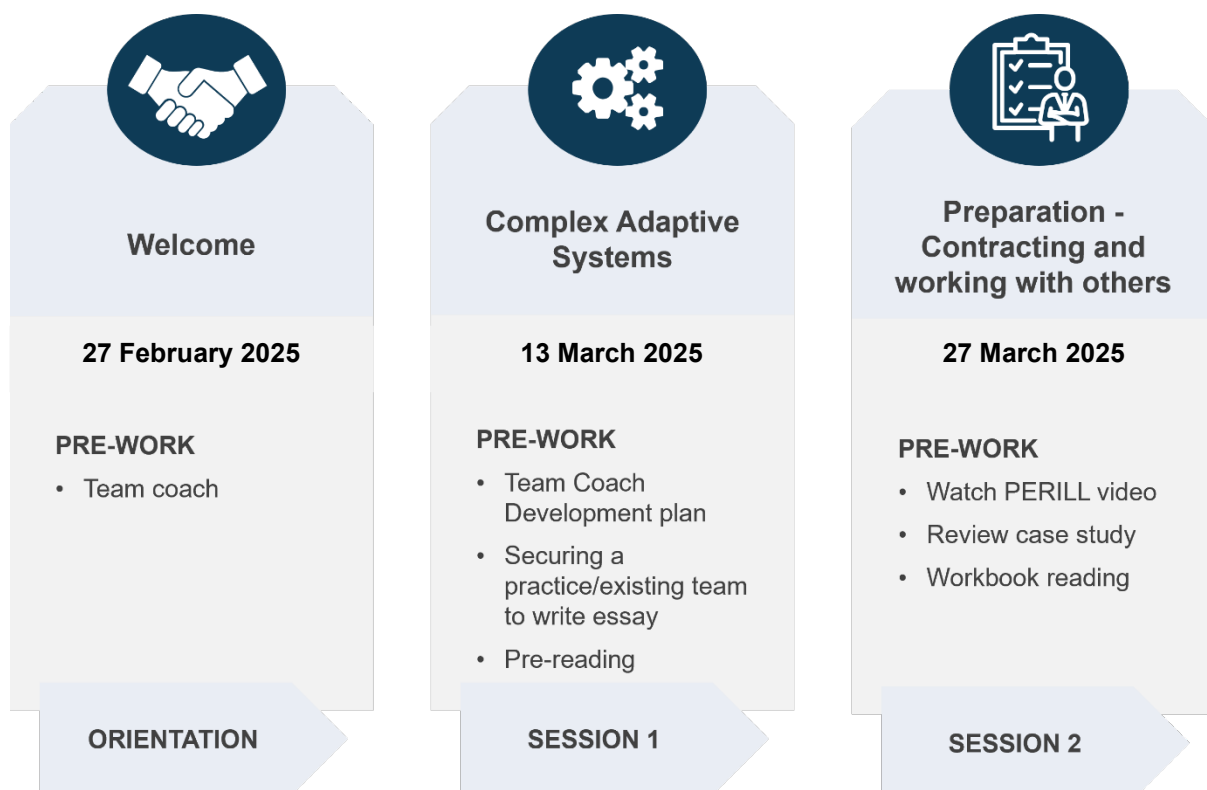 Welcome
27 February 2025
PRE-WORK
• Team coach
ORIENTATION
Complex Adaptive
Systems
13 March 2025
PRE-WORK
• Team Coach
Development plan
• Securing a
practice/existing team
to write essay
• Pre-reading
SESSION 1
Preparation -
Contracting and
working with others
27 March 2025
PRE-WORK
• Watch PERILL video
• Review case study
• Workbook reading
SESSION 2